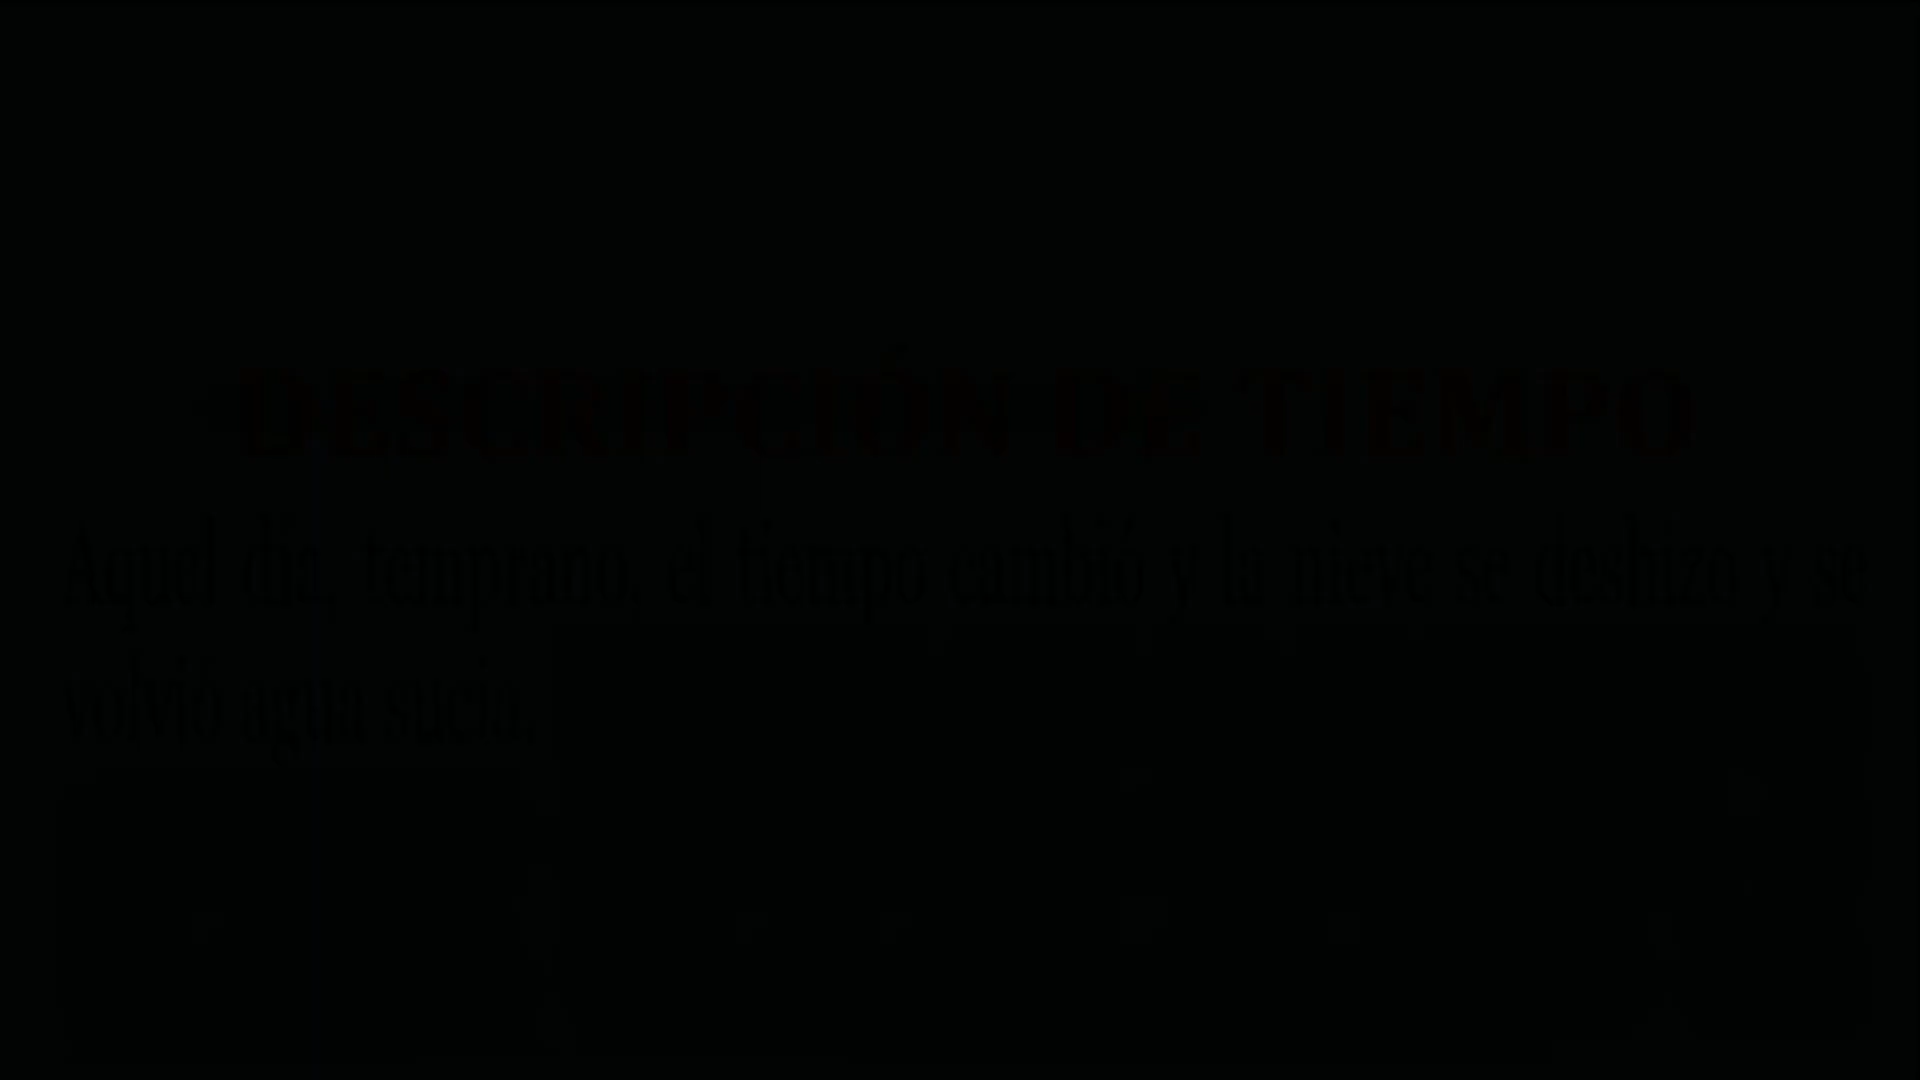 DESCRIPCIÓN DE TIEMPO
Aquel día, temprano, el tiempo cambió y la nieve se deshizo y se
volvió agua sucia.